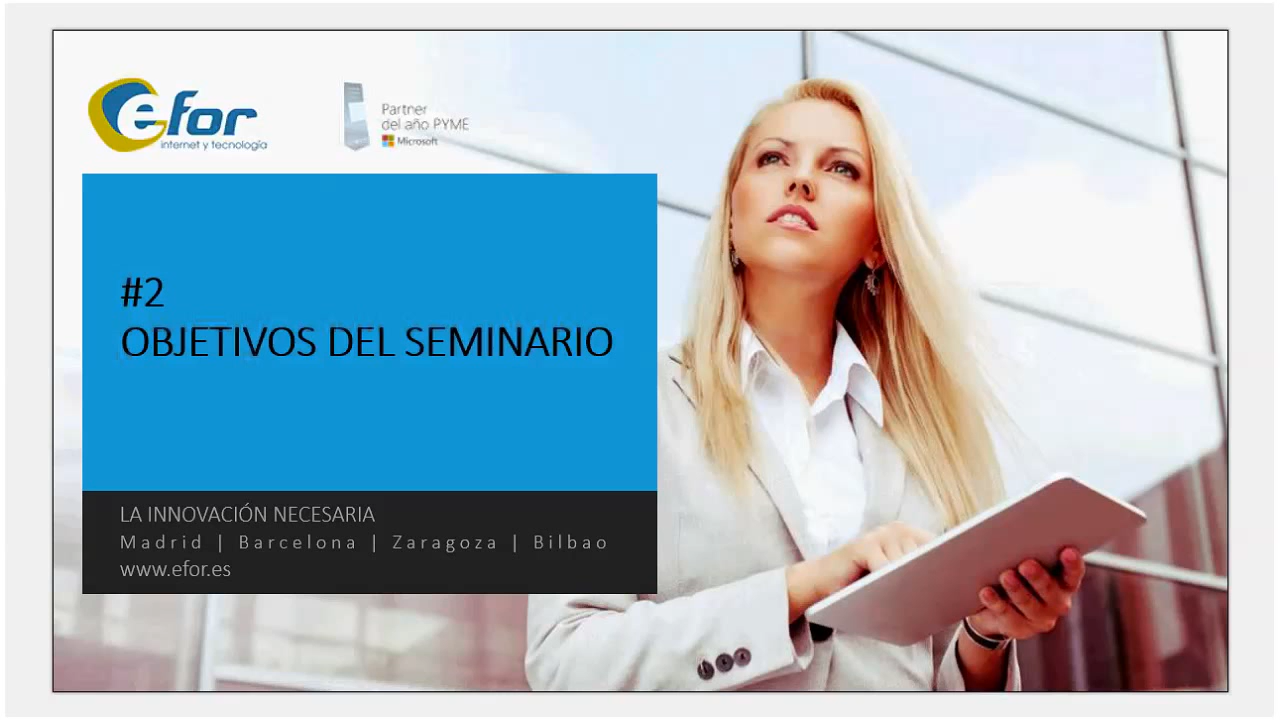 efor
internet y tecnología
Partner
del año PYME
Microsoft
#2
OBJETIVOS DEL SEMINARIO
LA INNOVACIÓN NECESARIA
Madrid | Barcelona | Zaragoza | Bilbao
www.efor.es